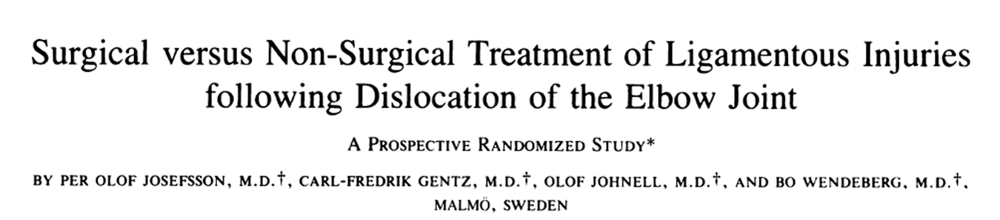 Surgical versus Non-Surgical Treatment of Ligamentous Injuries
following Dislocation of the Elbow Joint
A PROSPECTIVE RANDOMIZED STUDY*
BY PER OLOF JOSEFSSON, M.D.†, CARL-FREDRIK GENTZ, M.D.†, OLOF JOHNELL, M.D.†, AND BO WENDEBERG, M.D.†,
MALMÖ, SWEDEN